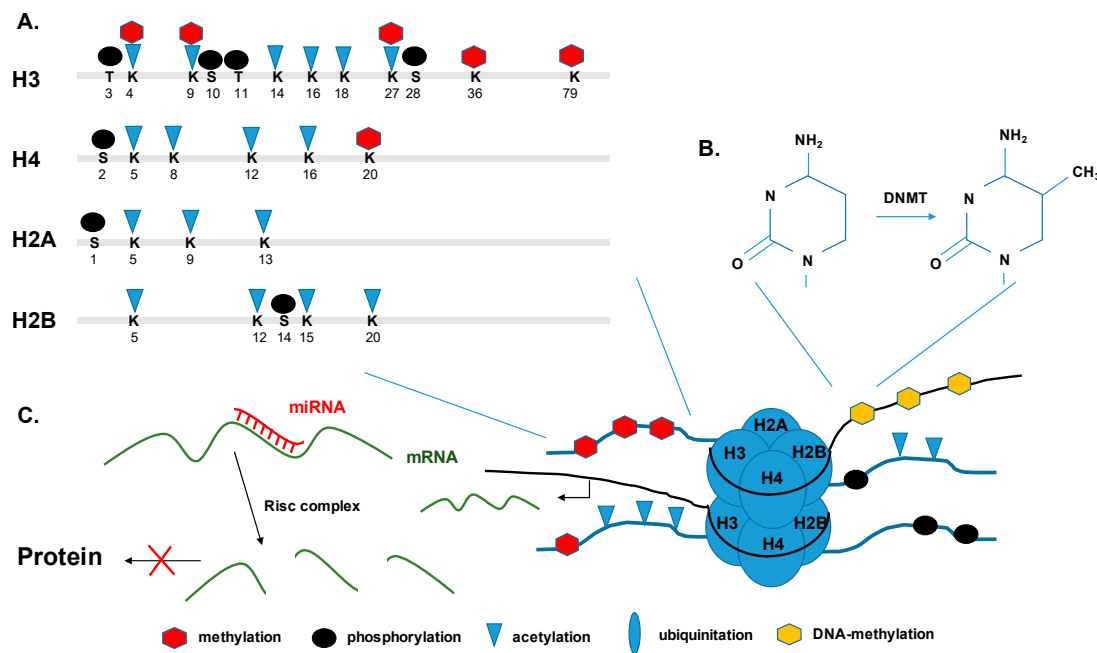 A.
H3
T K K S T K K K K S K K
3 4 9 10 11 14 16 18 27 28 36 79
H4
S K K K K K
2 5 8 12 16 20
H2A
S K K K
1 5 9 13
H2B
K K S K K
5 12 14 15 20
B.
NH2
N
O
N
DNMT
NH2
CH3
N
O
N
C.
miRNA
mRNA
Risc complex
Protein
H2A
H3
H2B
H4
H3
H2B
H4
methylation
phosphorylation
acetylation
ubiquinitation
DNA-methylation